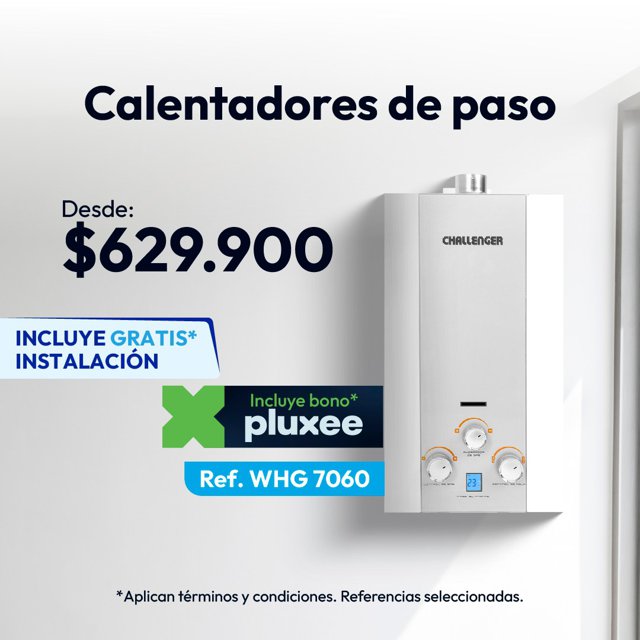 Calentadores de paso
Desde:
$629.900
CHALLENGER
INCLUYE GRATIS*
INSTALACIÓN
Incluye bono*
pluxee
Ref. WHG 7060
23
*Aplican términos y condiciones. Referencias seleccionadas.